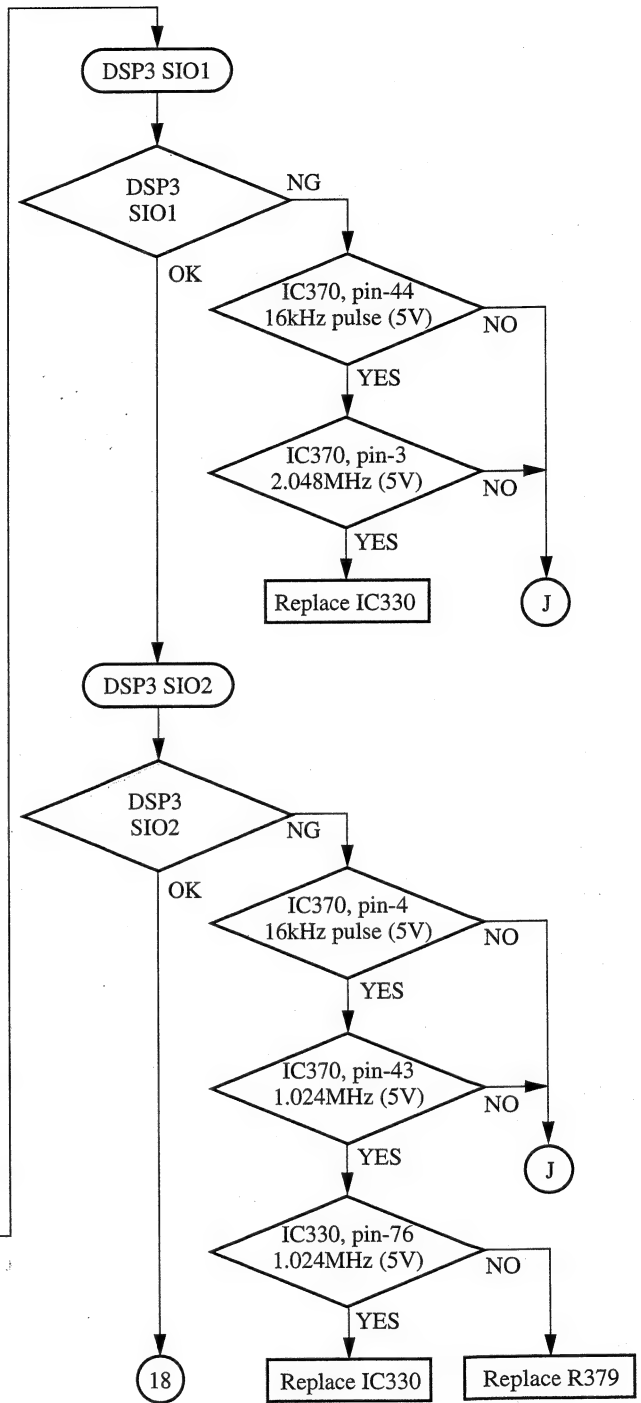 DSP3 SIO1
DSP3
SIO1
NG
OK
IC370, pin-44
16kHz pulse (5V)
NO
YES
IC370, pin-3
2.048MHz (5V)
NO
YES
Replace IC330
J
DSP3 SIO2
DSP3
SIO2
NG
OK
IC370, pin-4
16kHz pulse (5V)
NO
YES
IC370, pin-43
1.024MHz (5V)
NO
YES
J
IC330, pin-76
1.024MHz (5V)
NO
YES
18
Replace IC330
Replace R379